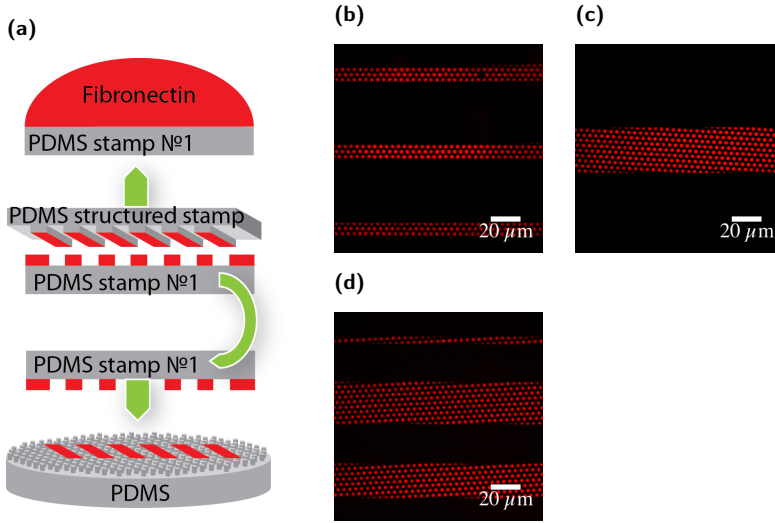 (a)
Fibronectin
PDMS stamp №1
PDMS structured stamp
PDMS stamp №1
PDMS stamp №1
PDMS
(b)
20 µm
(c)
20 µm
(d)
20 µm